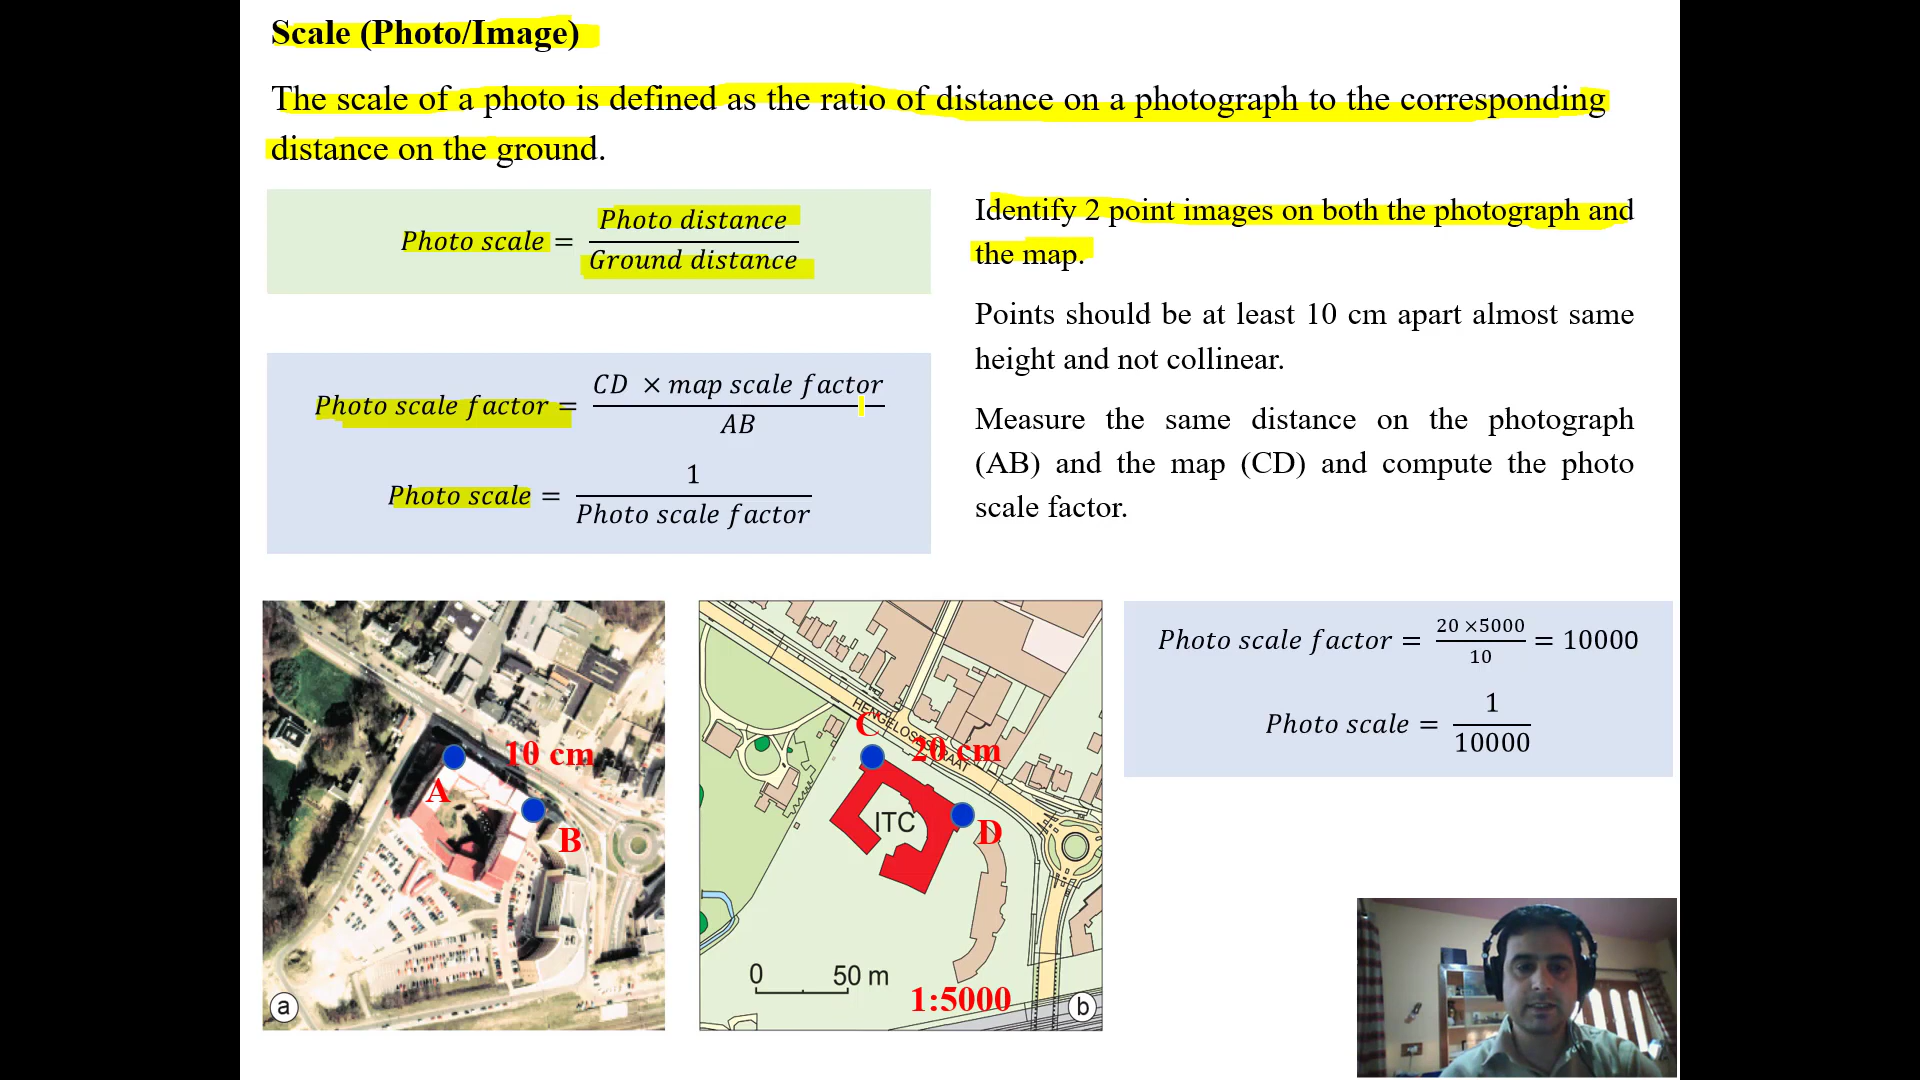 Scale (Photo/Image)
The scale of a photo is defined as the ratio of distance on a photograph to the corresponding
distance on the ground.
Photo scale = Photo distance / Ground distance
Identify 2 point images on both the photograph and
the map.
Points should be at least 10 cm apart almost same
height and not collinear.
Measure the same distance on the photograph
(AB) and the map (CD) and compute the photo
scale factor.
Photo scale factor = CD × map scale factor / AB
Photo scale = 1 / Photo scale factor
10 cm
A
B
a
HENGELOSESTRAAT
C
20 cm
ITC
D
0 50 m
1:5000
b
Photo scale factor = 20 ×5000 / 10 = 10000
Photo scale = 1 / 10000